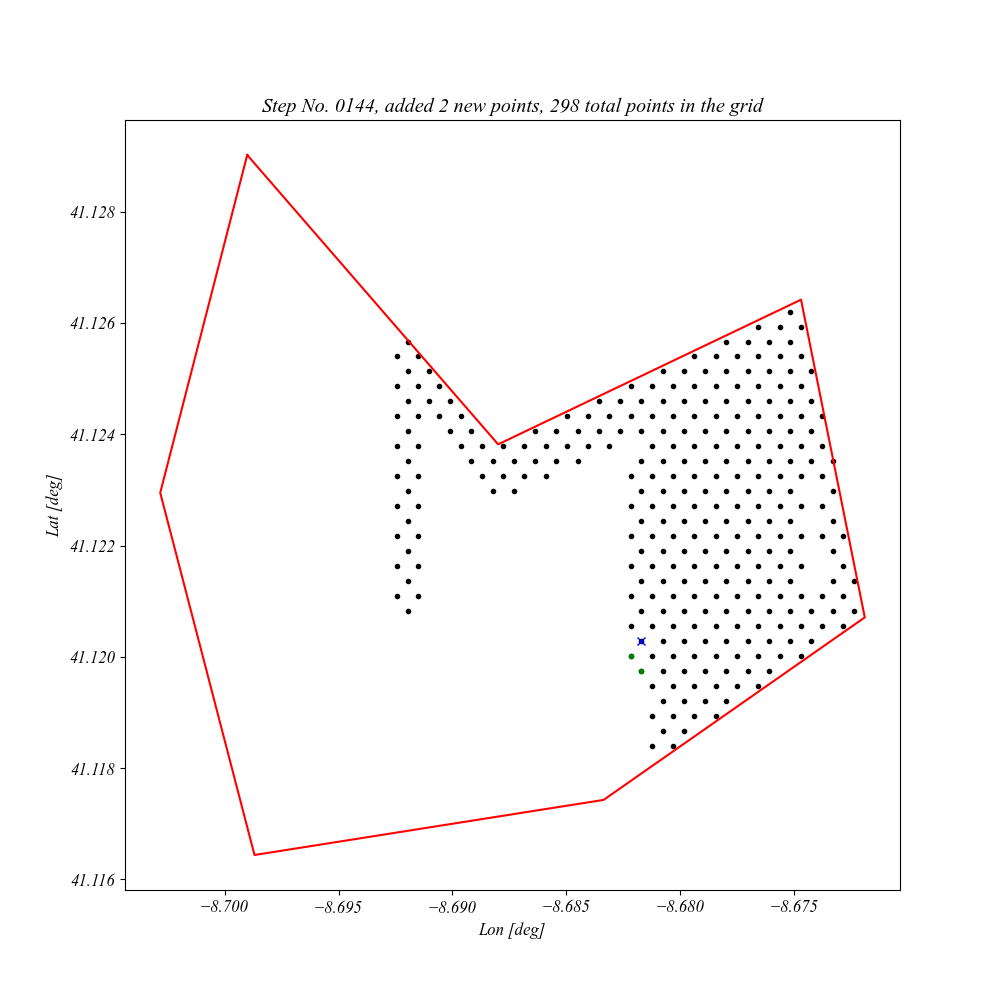 Step No. 0144, added 2 new points, 298 total points in the grid
41.128
41.126
41.124
41.122
41.120
41.118
41.116
Lat [deg]
−8.700 −8.695 −8.690 −8.685 −8.680 −8.675
Lon [deg]